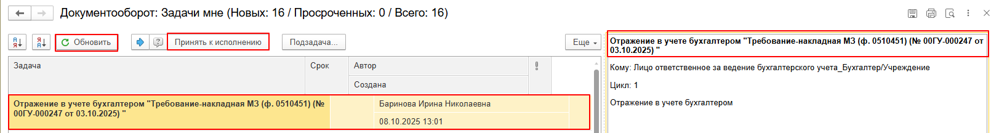 Документооборот: Задачи мне (Новых: 16 / Просроченных: 0 / Всего: 16)
Обновить
Принять к исполнению
Подзадача...
Еще
Задача
Срок
Автор
Создана
Отражение в учете бухгалтером "Требование-накладная МЗ (ф. 0510451) (№
00ГУ-000247 от 03.10.2025) "
Баринова Ирина Николаевна
08.10.2025 13:01
Отражение в учете бухгалтером "Требование-накладная МЗ (ф. 0510451) (№ 00ГУ-000247 от
03.10.2025) "
Кому: Лицо ответственное за ведение бухгалтерского учета_Бухгалтер/Учреждение
Цикл: 1
Отражение в учете бухгалтером